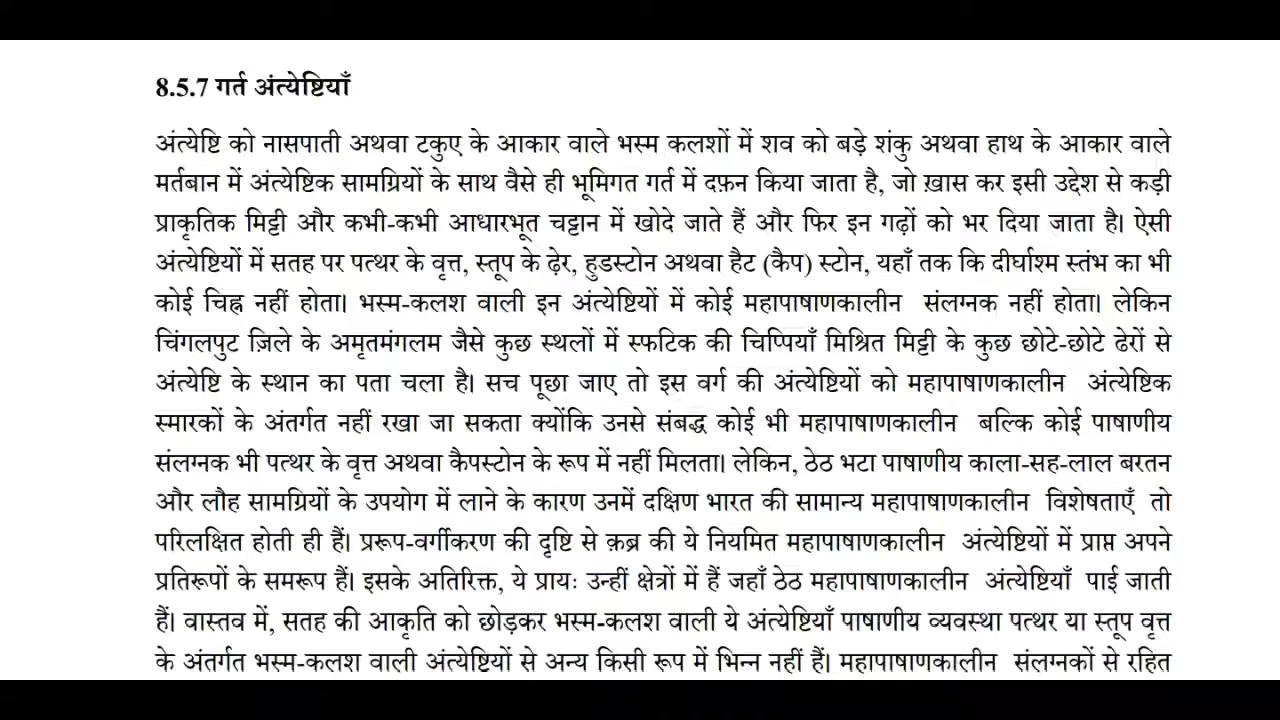 8.5.7 गर्त अंत्येष्टियाँ
अंत्येष्टि को नासपाती अथवा टकुए के आकार वाले भस्म कलशों में शव को बड़े शंकु अथवा हाथ के आकार वाले
मर्तबान में अंत्येष्टिक सामग्रियों के साथ वैसे ही भूमिगत गर्त में दफ़न किया जाता है, जो ख़ास कर इसी उद्देश से कड़ी
प्राकृतिक मिट्टी और कभी-कभी आधारभूत चट्टान में खोदे जाते हैं और फिर इन गढ़ों को भर दिया जाता है। ऐसी
अंत्येष्टियों में सतह पर पत्थर के वृत्त, स्तूप के ढ़ेर, हुडस्टोन अथवा हैट (कैप) स्टोन, यहाँ तक कि दीर्घाश्म स्तंभ का भी
कोई चिह्न नहीं होता। भस्म-कलश वाली इन अंत्येष्टियों में कोई महापाषाणकालीन संलग्नक नहीं होता। लेकिन
चिंगलपुट ज़िले के अमृतमंगलम जैसे कुछ स्थलों में स्फटिक की चिप्पियाँ मिश्रित मिट्टी के कुछ छोटे-छोटे ढेरों से
अंत्येष्टि के स्थान का पता चला है। सच पूछा जाए तो इस वर्ग की अंत्येष्टियों को महापाषाणकालीन अंत्येष्टिक
स्मारकों के अंतर्गत नहीं रखा जा सकता क्योंकि उनसे संबद्ध कोई भी महापाषाणकालीन बल्कि कोई पाषाणीय
संलग्नक भी पत्थर के वृत्त अथवा कैपस्टोन के रूप में नहीं मिलता। लेकिन, ठेठ भटा पाषाणीय काला-सह-लाल बरतन
और लौह सामग्रियों के उपयोग में लाने के कारण उनमें दक्षिण भारत की सामान्य महापाषाणकालीन विशेषताएँ तो
परिलक्षित होती ही हैं। प्ररूप-वर्गीकरण की दृष्टि से क़ब्र की ये नियमित महापाषाणकालीन अंत्येष्टियों में प्राप्त अपने
प्रतिरूपों के समरूप हैं। इसके अतिरिक्त, ये प्रायः उन्हीं क्षेत्रों में हैं जहाँ ठेठ महापाषाणकालीन अंत्येष्टियाँ पाई जाती
हैं। वास्तव में, सतह की आकृति को छोड़कर भस्म-कलश वाली ये अंत्येष्टियाँ पाषाणीय व्यवस्था पत्थर या स्तूप वृत्त
के अंतर्गत भस्म-कलश वाली अंत्येष्टियों से अन्य किसी रूप में भिन्न नहीं हैं। महापाषाणकालीन संलग्नकों से रहित